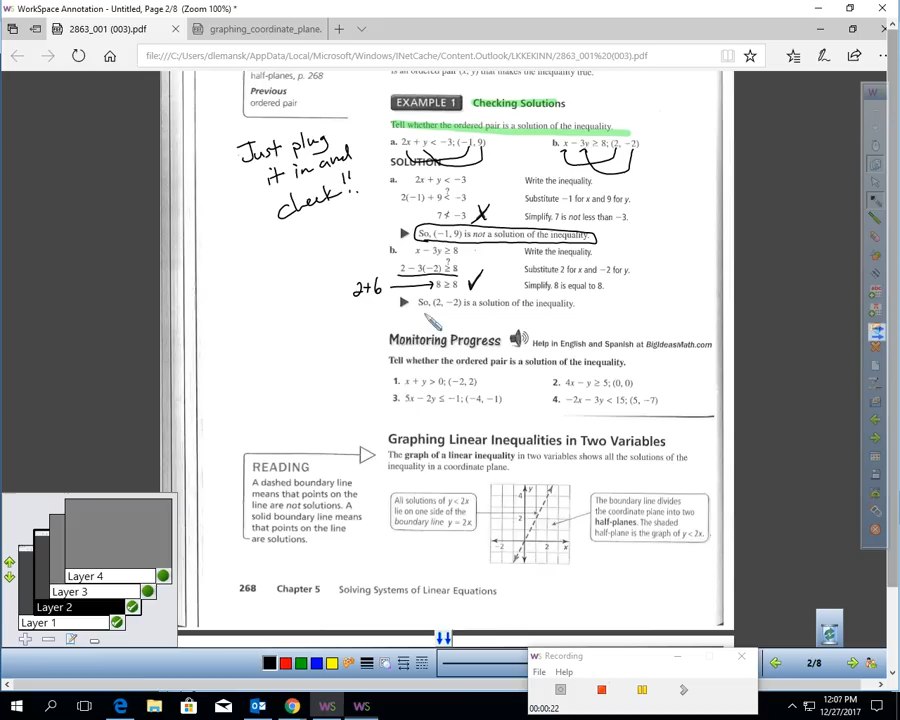 WorkSpace Annotation - Untitled, Page 2/8 (Zoom 100%) *
2863_001 (003).pdf
graphing_coordinate_plane.
file:///C:/Users/dlemansk/AppData/Local/Microsoft/Windows/INetCache/Content.Outlook/LKKEKINN/2863_001%20(003).pdf
half-planes, p. 268
Previous
ordered pair
is an ordered pair (x, y) that makes the inequality true.
EXAMPLE 1 Checking Solutions
Tell whether the ordered pair is a solution of the inequality.
a. 2x + y < −3; (−1, 9) b. x − 3y ≥ 8; (2, −2)
Just plug
it in and
check!!
SOLUTION
a. 2x + y < −3 Write the inequality.
2(−1) + 9 <? −3 Substitute −1 for x and 9 for y.
7 ≮ −3 X Simplify. 7 is not less than −3.
So, (−1, 9) is not a solution of the inequality.
b. x − 3y ≥ 8 Write the inequality.
2 − 3(−2) ≥? 8 Substitute 2 for x and −2 for y.
2+6 8 ≥ 8 ✓ Simplify. 8 is equal to 8.
So, (2, −2) is a solution of the inequality.
Monitoring Progress Help in English and Spanish at BigIdeasMath.com
Tell whether the ordered pair is a solution of the inequality.
1. x + y > 0; (−2, 2) 2. 4x − y ≥ 5; (0, 0)
3. 5x − 2y ≤ −1; (−4, −1) 4. −2x − 3y < 15; (5, −7)
Graphing Linear Inequalities in Two Variables
The graph of a linear inequality in two variables shows all the solutions of the
inequality in a coordinate plane.
READING
A dashed boundary line
means that points on the
line are not solutions. A
solid boundary line means
that points on the line
are solutions.
All solutions of y < 2x
lie on one side of the
boundary line y = 2x.
4
y
2
−2
2
x
The boundary line divides
the coordinate plane into two
half-planes. The shaded
half-plane is the graph of y < 2x.
268 Chapter 5 Solving Systems of Linear Equations
Layer 4
Layer 3
Layer 2
Layer 1
WS Recording
File Help
00:00:22
2/8
12:07 PM
12/27/2017